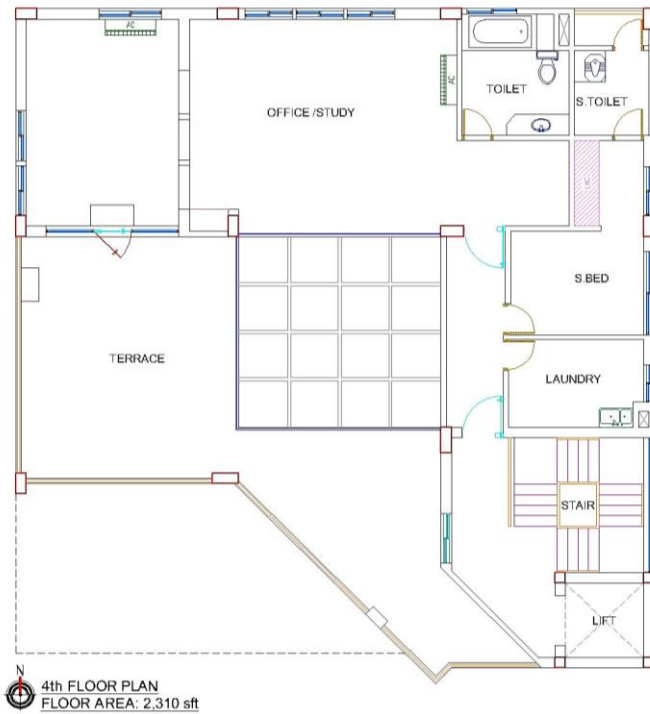 AC
OFFICE /STUDY
AC
TOILET
S.TOILET
S.BED
TERRACE
LAUNDRY
STAIR
LIFT
N
4th FLOOR PLAN
FLOOR AREA: 2,310 sft